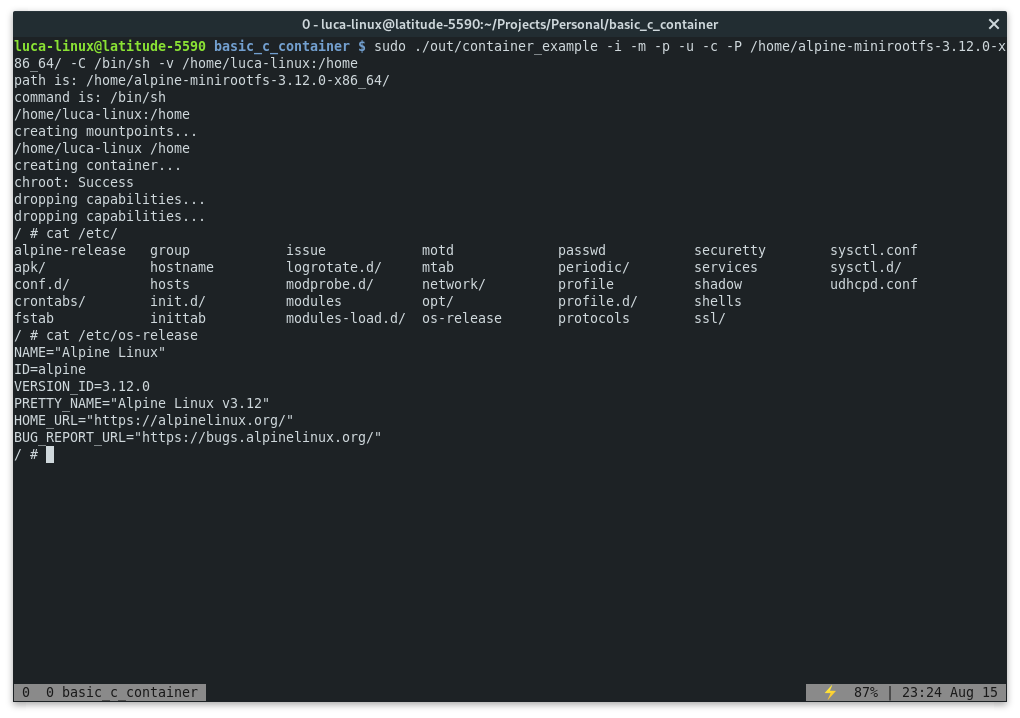 0 - luca-linux@latitude-5590:~/Projects/Personal/basic_c_container
luca-linux@latitude-5590 basic_c_container $ sudo ./out/container_example -i -m -p -u -c -P /home/alpine-minirootfs-3.12.0-x
86_64/ -C /bin/sh -v /home/luca-linux:/home
path is: /home/alpine-minirootfs-3.12.0-x86_64/
command is: /bin/sh
/home/luca-linux:/home
creating mountpoints...
/home/luca-linux /home
creating container...
chroot: Success
dropping capabilities...
dropping capabilities...
/ # cat /etc/
alpine-release   group            issue            motd             passwd           securetty        sysctl.conf
apk/             hostname         logrotate.d/     mtab             periodic/        services         sysctl.d/
conf.d/          hosts            modprobe.d/      network/         profile          shadow           udhcpd.conf
crontabs/        init.d/          modules          opt/             profile.d/       shells
fstab            inittab          modules-load.d/  os-release       protocols        ssl/
/ # cat /etc/os-release
NAME="Alpine Linux"
ID=alpine
VERSION_ID=3.12.0
PRETTY_NAME="Alpine Linux v3.12"
HOME_URL="https://alpinelinux.org/"
BUG_REPORT_URL="https://bugs.alpinelinux.org/"
/ #
0  0 basic_c_container ⚡ 87% | 23:24 Aug 15